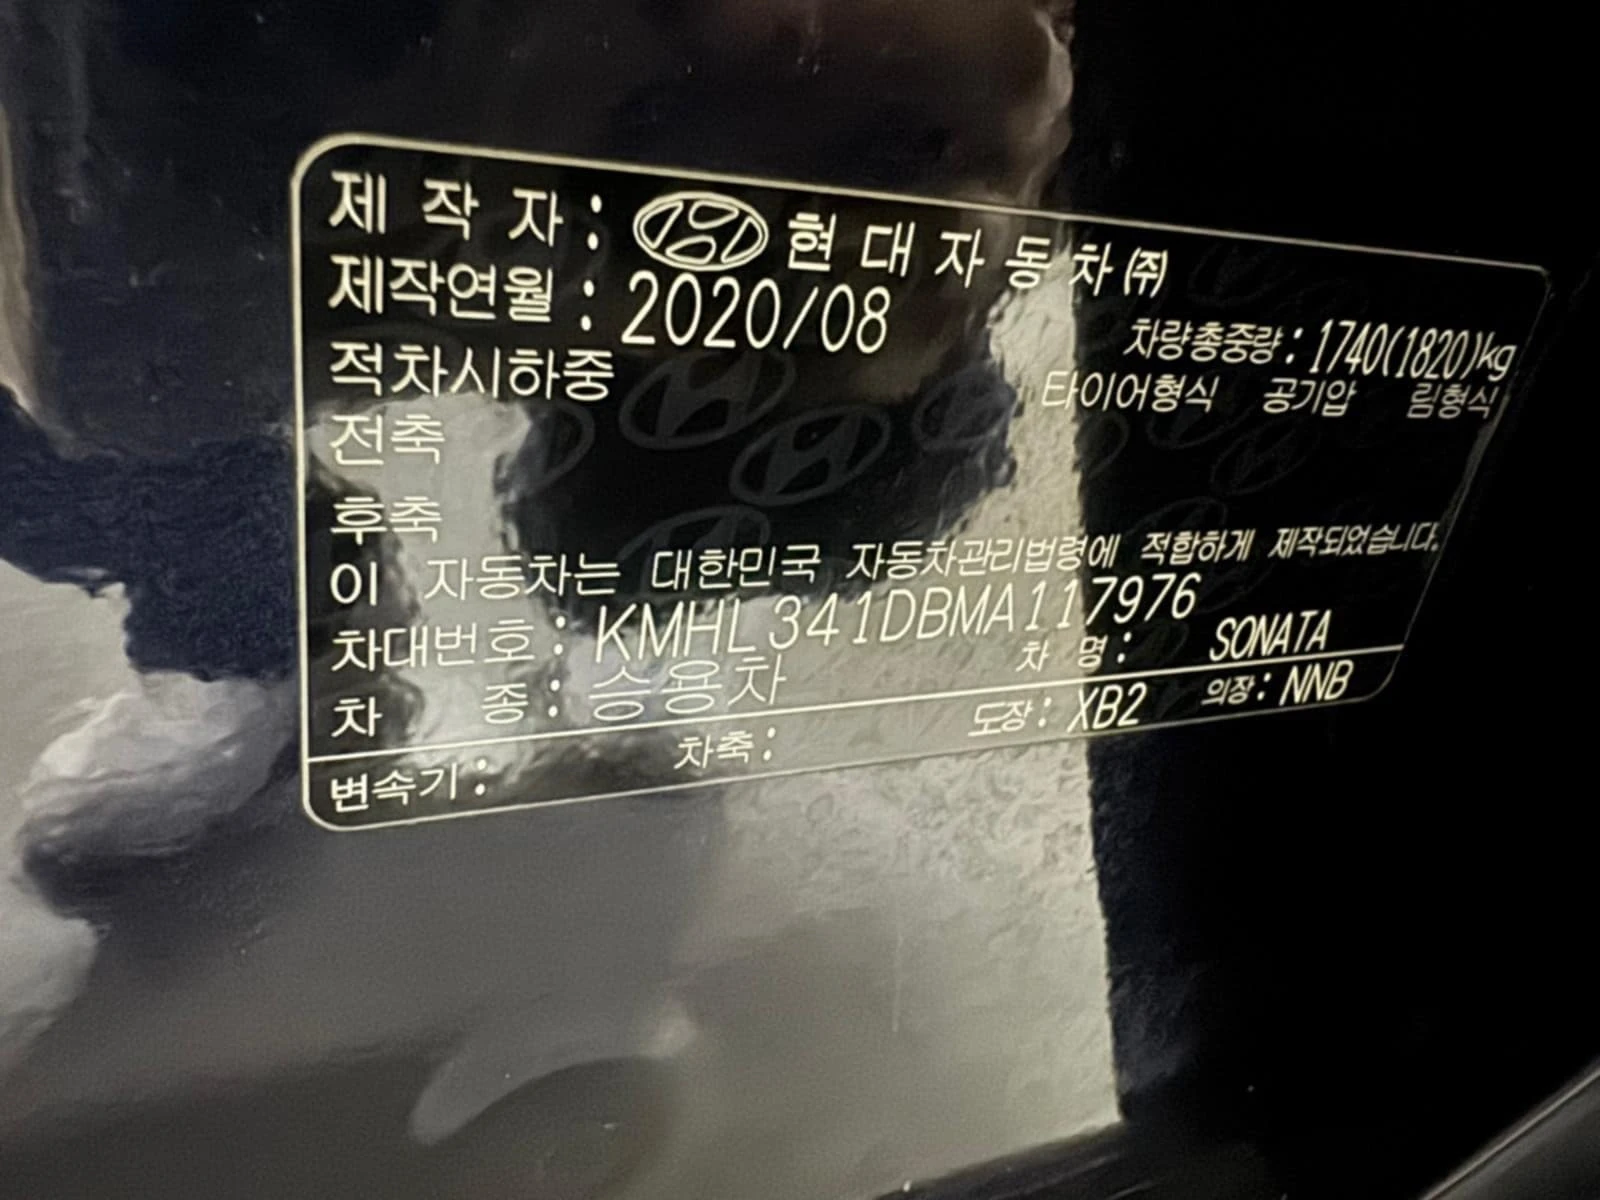 제 작 자 : 현 대 자 동 차 ㈜
제작연월 : 2020/08
차량총중량 : 1740(1820)kg
적차시하중
타이어형식 공기압 림형식
전축
후축
이 자동차는 대한민국 자동차관리법령에 적합하게 제작되었습니다.
차대번호 : KMHL341DBMA117976
차 종 : 승용차 차 명 : SONATA
변속기 : 차축 : 도장 : XB2 의장 : NNB